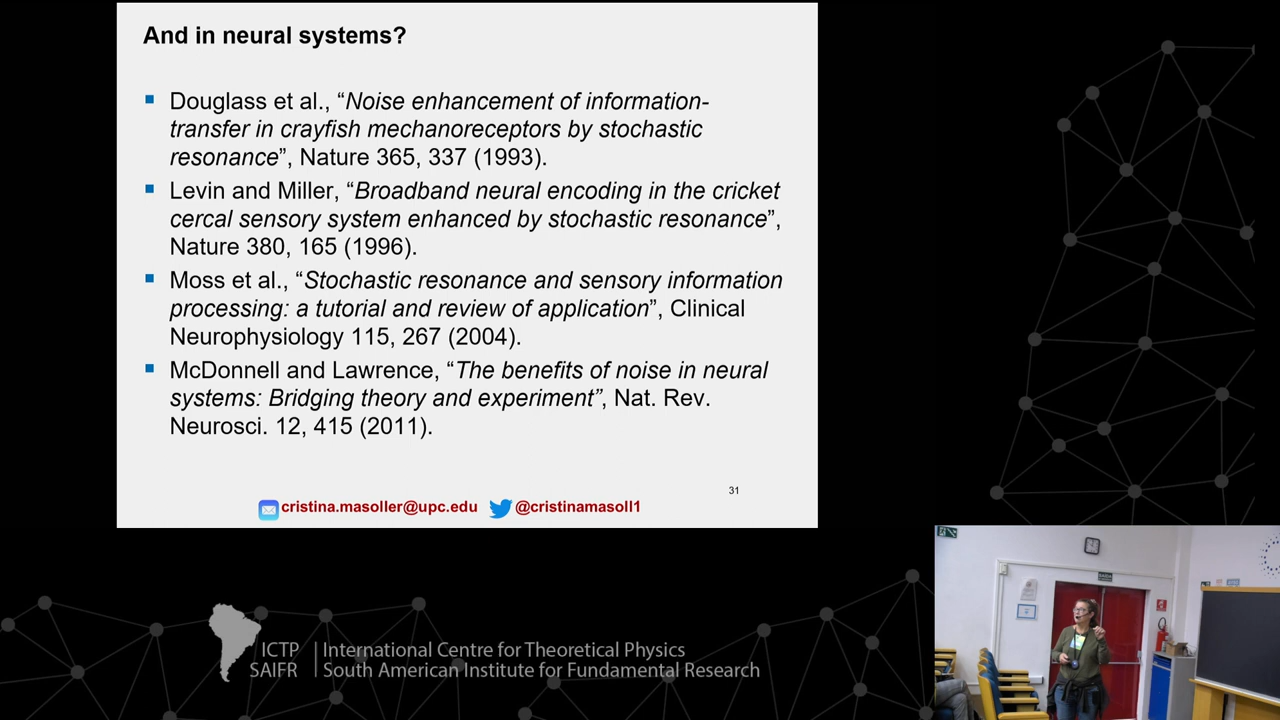 And in neural systems?
Douglass et al., “Noise enhancement of information-
transfer in crayfish mechanoreceptors by stochastic
resonance”, Nature 365, 337 (1993).
Levin and Miller, “Broadband neural encoding in the cricket
cercal sensory system enhanced by stochastic resonance”,
Nature 380, 165 (1996).
Moss et al., “Stochastic resonance and sensory information
processing: a tutorial and review of application”, Clinical
Neurophysiology 115, 267 (2004).
McDonnell and Lawrence, “The benefits of noise in neural
systems: Bridging theory and experiment”, Nat. Rev.
Neurosci. 12, 415 (2011).
31
cristina.masoller@upc.edu @cristinamasoll1
ICTP International Centre for Theoretical Physics
SAIFR South American Institute for Fundamental Research